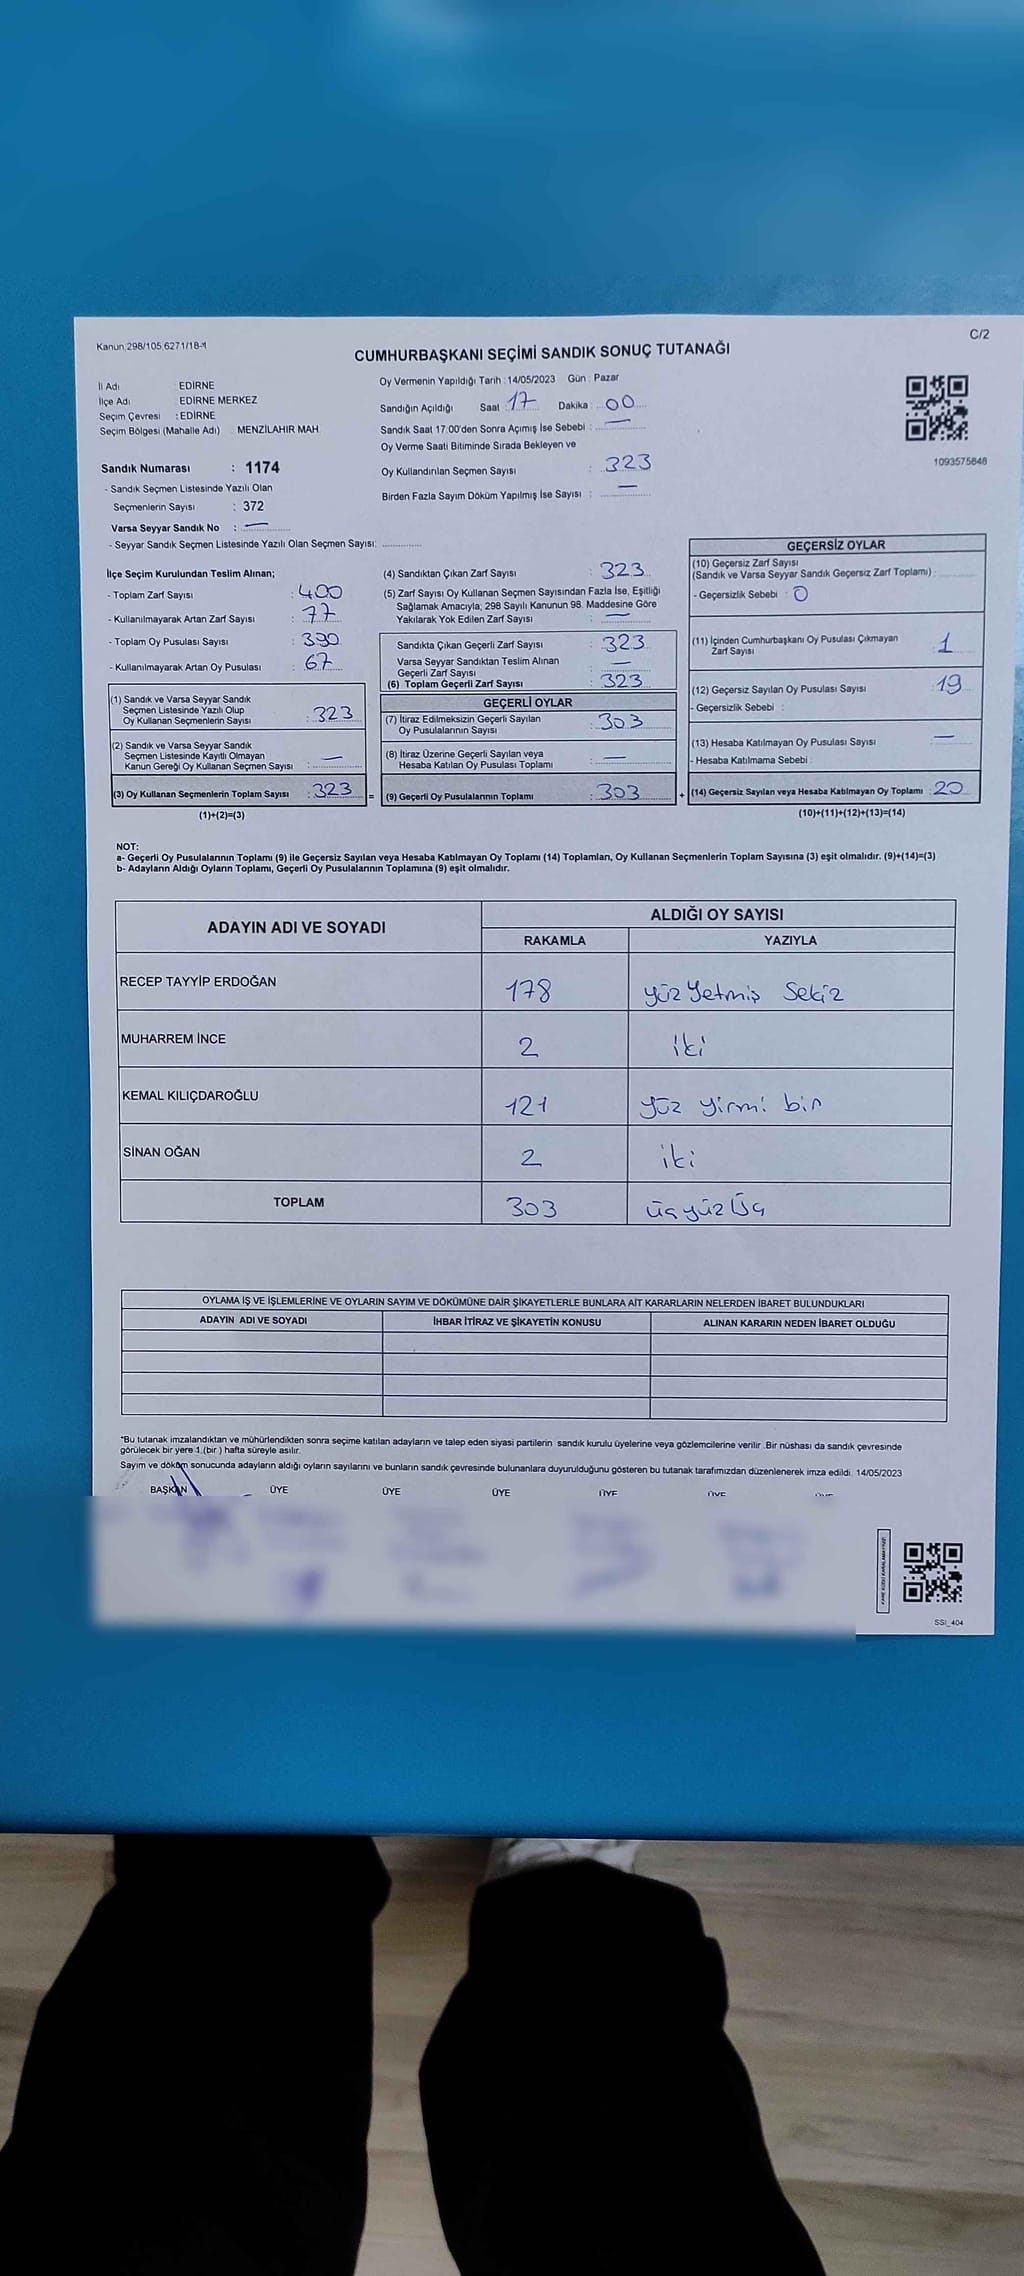 Kanun 298/105,6271/18-1
C/2
CUMHURBAŞKANI SEÇİMİ SANDIK SONUÇ TUTANAĞI
İl Adı : EDİRNE
İlçe Adı : EDİRNE MERKEZ
Seçim Çevresi : EDİRNE
Seçim Bölgesi (Mahalle Adı) : MENZİLAHIR MAH.
Sandık Numarası : 1174
- Sandık Seçmen Listesinde Yazılı Olan
Seçmenlerin Sayısı : 372
Varsa Seyyar Sandık No : —
- Seyyar Sandık Seçmen Listesinde Yazılı Olan Seçmen Sayısı:
Oy Vermenin Yapıldığı Tarih : 14/05/2023 Gün : Pazar
Sandığın Açıldığı Saat : 17 Dakika : 00
Sandık Saat 17:00'den Sonra Açımış İse Sebebi : —
Oy Verme Saati Bitiminde Sırada Bekleyen ve
Oy Kullandırılan Seçmen Sayısı : 323
Birden Fazla Sayım Döküm Yapılmış İse Sayısı : —
1093575848
İlçe Seçim Kurulundan Teslim Alınan;
- Toplam Zarf Sayısı : 400
- Kullanılmayarak Artan Zarf Sayısı : 77
- Toplam Oy Pusulası Sayısı : 390
- Kullanılmayarak Artan Oy Pusulası : 67
(1) Sandık ve Varsa Seyyar Sandık
Seçmen Listesinde Yazılı Olup
Oy Kullanan Seçmenlerin Sayısı : 323
(2) Sandık ve Varsa Seyyar Sandık
Seçmen Listesinde Kayıtlı Olmayan
Kanun Gereği Oy Kullanan Seçmen Sayısı : —
(3) Oy Kullanan Seçmenlerin Toplam Sayısı : 323 =
(1)+(2)=(3)
(4) Sandıktan Çıkan Zarf Sayısı : 323
(5) Zarf Sayısı Oy Kullanan Seçmen Sayısından Fazla İse, Eşitliği
Sağlamak Amacıyla; 298 Sayılı Kanunun 98. Maddesine Göre
Yakılarak Yok Edilen Zarf Sayısı : —
Sandıkta Çıkan Geçerli Zarf Sayısı : 323
Varsa Seyyar Sandıktan Teslim Alınan
Geçerli Zarf Sayısı : —
(6) Toplam Geçerli Zarf Sayısı : 323
GEÇERLİ OYLAR
(7) İtiraz Edilmeksizin Geçerli Sayılan
Oy Pusulalarının Sayısı : 303
(8) İtiraz Üzerine Geçerli Sayılan veya
Hesaba Katılan Oy Pusulası Toplamı : —
(9) Geçerli Oy Pusulalarının Toplamı : 303 +
GEÇERSİZ OYLAR
(10) Geçersiz Zarf Sayısı
(Sandık ve Varsa Seyyar Sandık Geçersiz Zarf Toplamı) :
- Geçersizlik Sebebi : 0
(11) İçinden Cumhurbaşkanı Oy Pusulası Çıkmayan
Zarf Sayısı : 1
(12) Geçersiz Sayılan Oy Pusulası Sayısı : 19
- Geçersizlik Sebebi :
(13) Hesaba Katılmayan Oy Pusulası Sayısı : —
- Hesaba Katılmama Sebebi :
(14) Geçersiz Sayılan veya Hesaba Katılmayan Oy Toplamı : 20
(10)+(11)+(12)+(13)=(14)
NOT:
a- Geçerli Oy Pusulalarının Toplamı (9) ile Geçersiz Sayılan veya Hesaba Katılmayan Oy Toplamı (14) Toplamları, Oy Kullanan Seçmenlerin Toplam Sayısına (3) eşit olmalıdır. (9)+(14)=(3)
b- Adayların Aldığı Oyların Toplamı, Geçerli Oy Pusulalarının Toplamına (9) eşit olmalıdır.
ADAYIN ADI VE SOYADI ALDIĞI OY SAYISI
RAKAMLA YAZIYLA
RECEP TAYYİP ERDOĞAN 178 yüz yetmiş sekiz
MUHARREM İNCE 2 iki
KEMAL KILIÇDAROĞLU 121 yüz yirmi bir
SİNAN OĞAN 2 iki
TOPLAM 303 üçyüz Üç
OYLAMA İŞ VE İŞLEMLERİNE VE OYLARIN SAYIM VE DÖKÜMÜNE DAİR ŞİKAYETLERLE BUNLARA AİT KARARLARIN NELERDEN İBARET BULUNDUKLARI
ADAYIN ADI VE SOYADI İHBAR İTİRAZ VE ŞİKAYETİN KONUSU ALINAN KARARIN NEDEN İBARET OLDUĞU
*Bu tutanak imzalandıktan ve mühürlendikten sonra seçime katılan adayların ve talep eden siyasi partilerin sandık kurulu üyelerine veya gözlemcilerine verilir .Bir nüshası da sandık çevresinde
görülecek bir yere 1 (bir ) hafta süreyle asılır.
Sayım ve döküm sonucunda adayların aldığı oyların sayılarını ve bunların sandık çevresinde bulunanlara duyurulduğunu gösteren bu tutanak tarafımızdan düzenlenerek imza edildi. 14/05/2023
BAŞKAN ÜYE ÜYE ÜYE ÜYE ÜYE
SSI_404